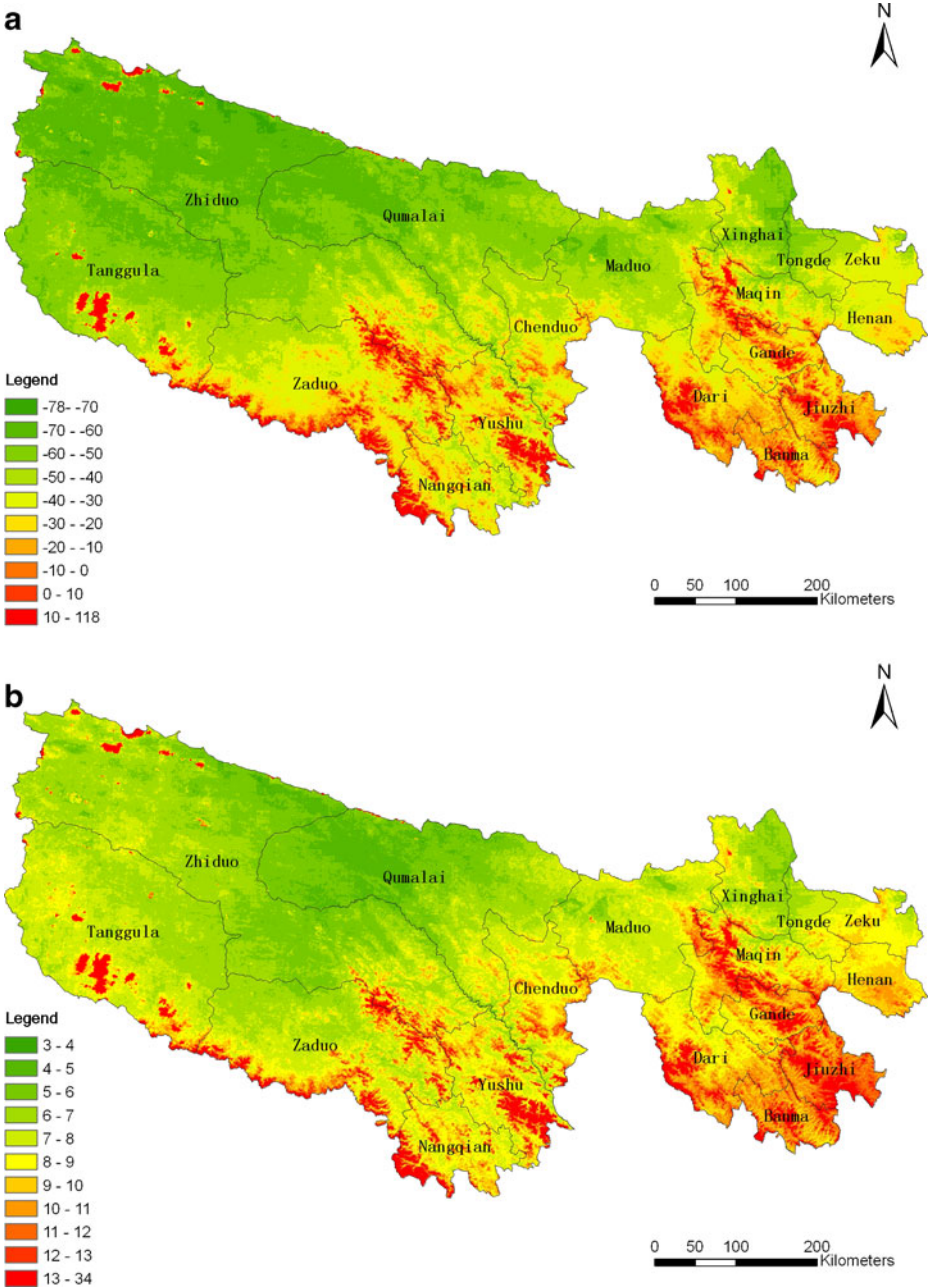 a
N
Zhiduo
Qumalai
Xinghai
Tongde
Zeku
Tanggula
Maduo
Maqin
Henan
Chenduo
Gande
Zaduo
Dari
Jiuzhi
Yushu
Banma
Nangqian
Legend
-78- -70
-70 - -60
-60 - -50
-50 - -40
-40 - -30
-30 - -20
-20 - -10
-10 - 0
0 - 10
10 - 118
0 50 100 200
Kilometers
b
N
Zhiduo
Qumalai
Xinghai
Tongde
Zeku
Tanggula
Maduo
Maqin
Henan
Chenduo
Gande
Zaduo
Dari
Jiuzhi
Yushu
Banma
Nangqian
Legend
3 - 4
4 - 5
5 - 6
6 - 7
7 - 8
8 - 9
9 - 10
10 - 11
11 - 12
12 - 13
13 - 34
0 50 100 200
Kilometers